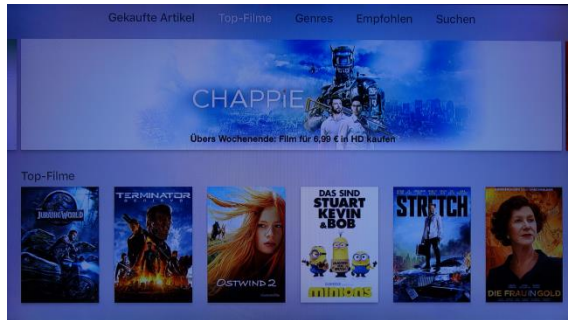 Gekaufte Artikel Top-Filme Genres Empfohlen Suchen
CHAPPiE
Übers Wochenende: Film für 6,99 € in HD kaufen
Top-Filme
JURASSIC WORLD
TERMINATOR
GENISYS
OSTWIND 2
DAS SIND
STUART
KEVIN
& BOB
minions
STRETCH
DIE FRAU IN GOLD